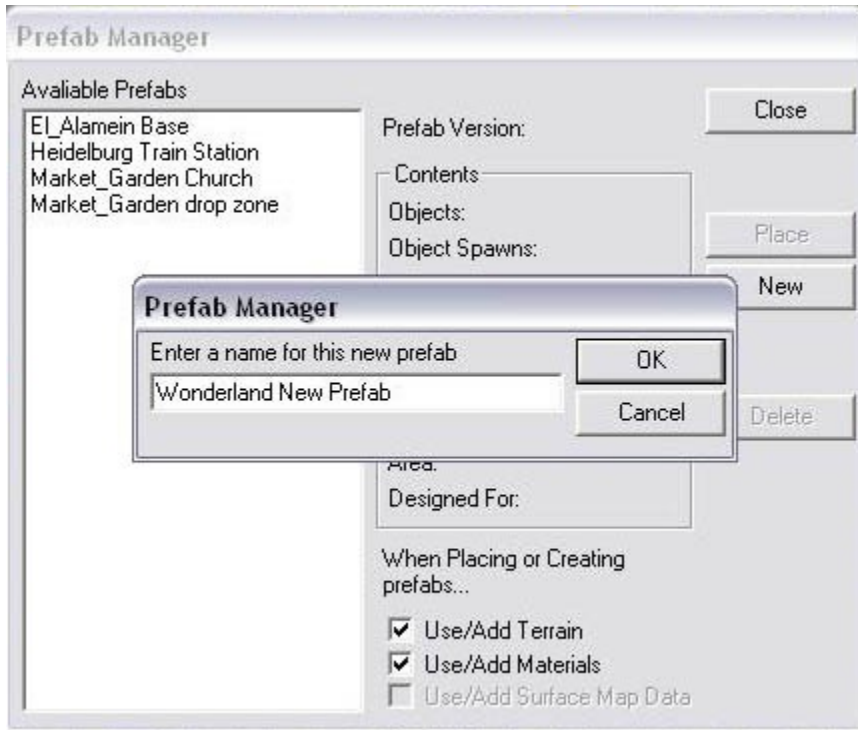 Prefab Manager
Avaliable Prefabs
El_Alamein Base
Heidelburg Train Station
Market_Garden Church
Market_Garden drop zone
Prefab Version:
Contents
Objects:
Object Spawns:
Close
Place
New
Delete
Prefab Manager
Enter a name for this new prefab
Wonderland New Prefab
OK
Cancel
Area:
Designed For:
When Placing or Creating
prefabs...
Use/Add Terrain
Use/Add Materials
Use/Add Surface Map Data